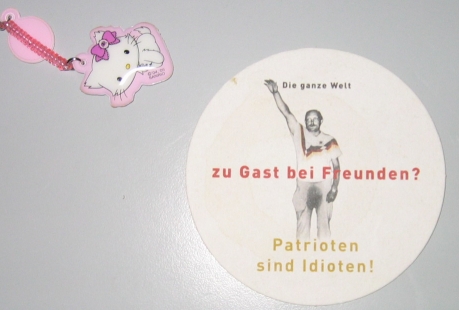 Die ganze Welt
zu Gast bei Freunden?
Patrioten
sind Idioten!